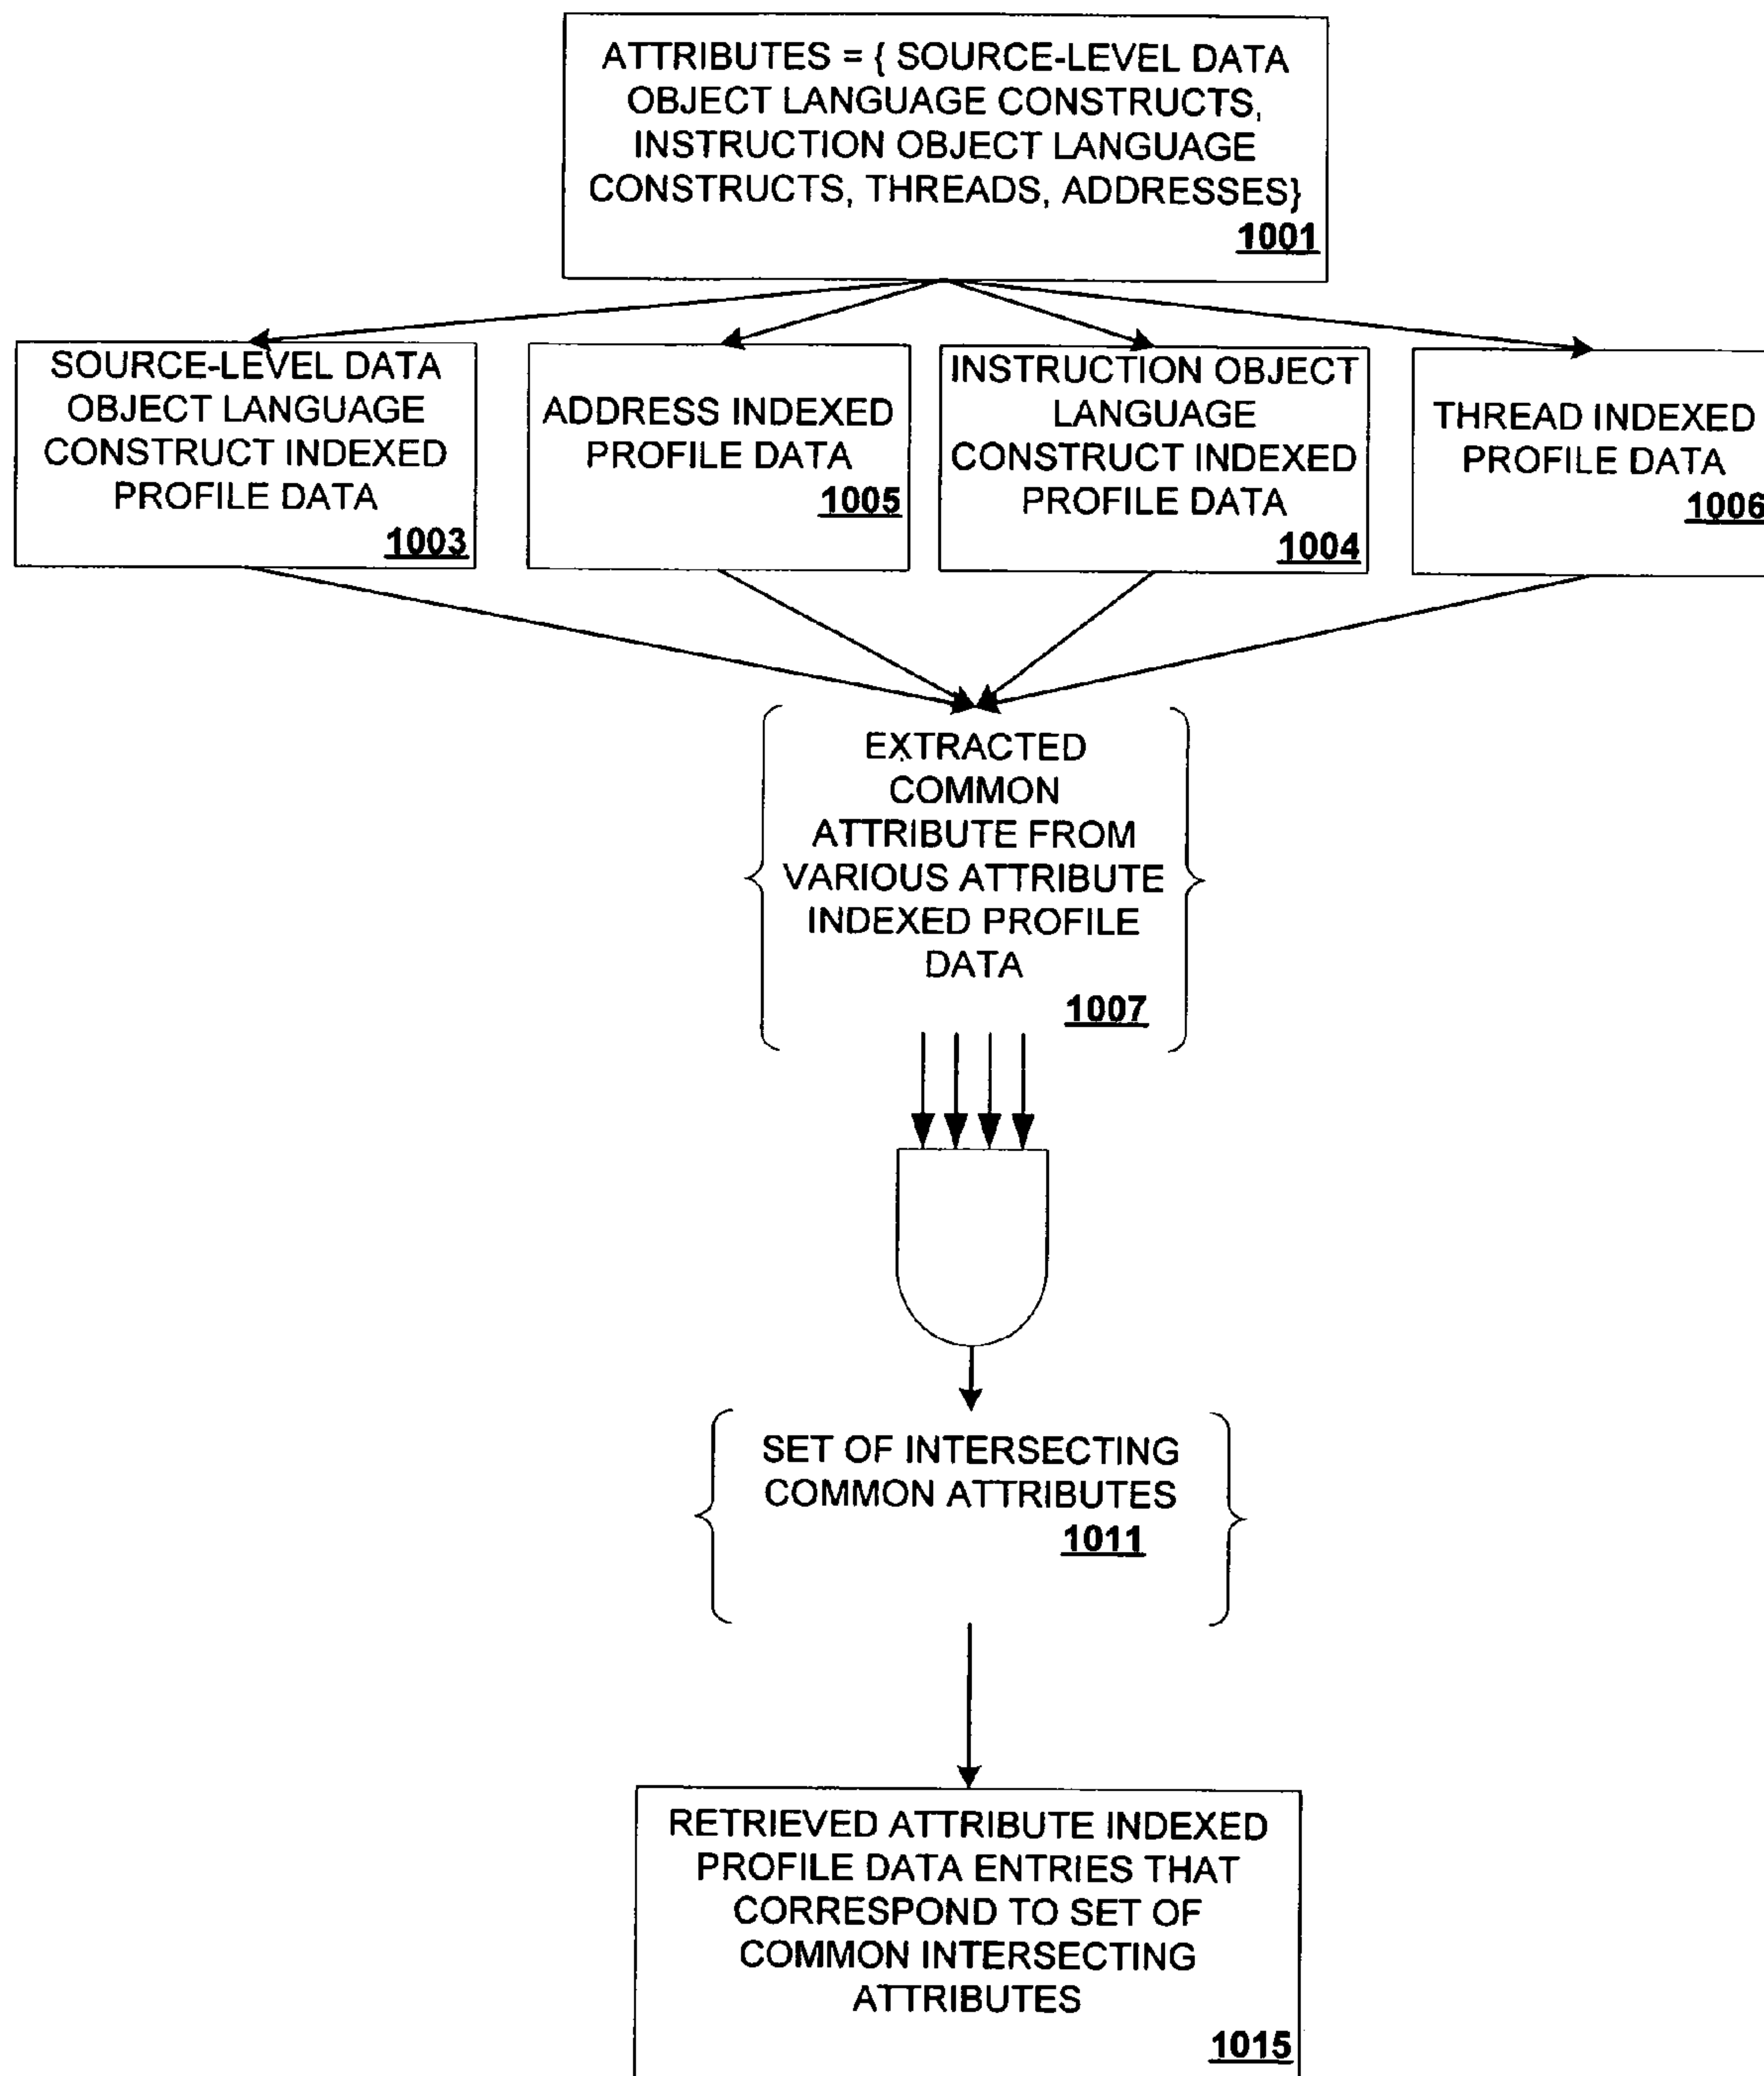 ATTRIBUTES = { SOURCE-LEVEL DATA
OBJECT LANGUAGE CONSTRUCTS,
INSTRUCTION OBJECT LANGUAGE
CONSTRUCTS, THREADS, ADDRESSES}
1001
SOURCE-LEVEL DATA
OBJECT LANGUAGE
CONSTRUCT INDEXED
PROFILE DATA
1003
ADDRESS INDEXED
PROFILE DATA
1005
INSTRUCTION OBJECT
LANGUAGE
CONSTRUCT INDEXED
PROFILE DATA
1004
THREAD INDEXED
PROFILE DATA
1006
EXTRACTED
COMMON
ATTRIBUTE FROM
VARIOUS ATTRIBUTE
INDEXED PROFILE
DATA
1007
SET OF INTERSECTING
COMMON ATTRIBUTES
1011
RETRIEVED ATTRIBUTE INDEXED
PROFILE DATA ENTRIES THAT
CORRESPOND TO SET OF
COMMON INTERSECTING
ATTRIBUTES
1015